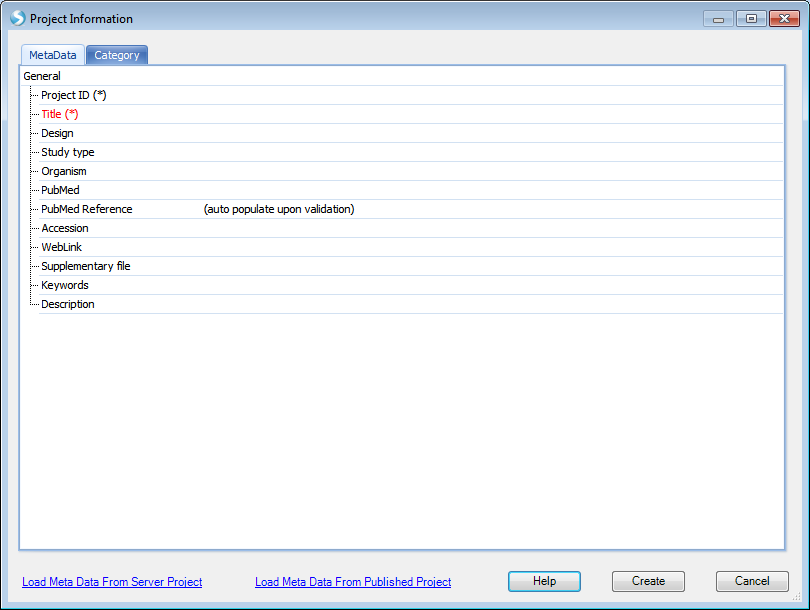 Project Information
MetaData Category
General
Project ID (*)
Title (*)
Design
Study type
Organism
PubMed
PubMed Reference (auto populate upon validation)
Accession
WebLink
Supplementary file
Keywords
Description
Load Meta Data From Server Project Load Meta Data From Published Project Help Create Cancel